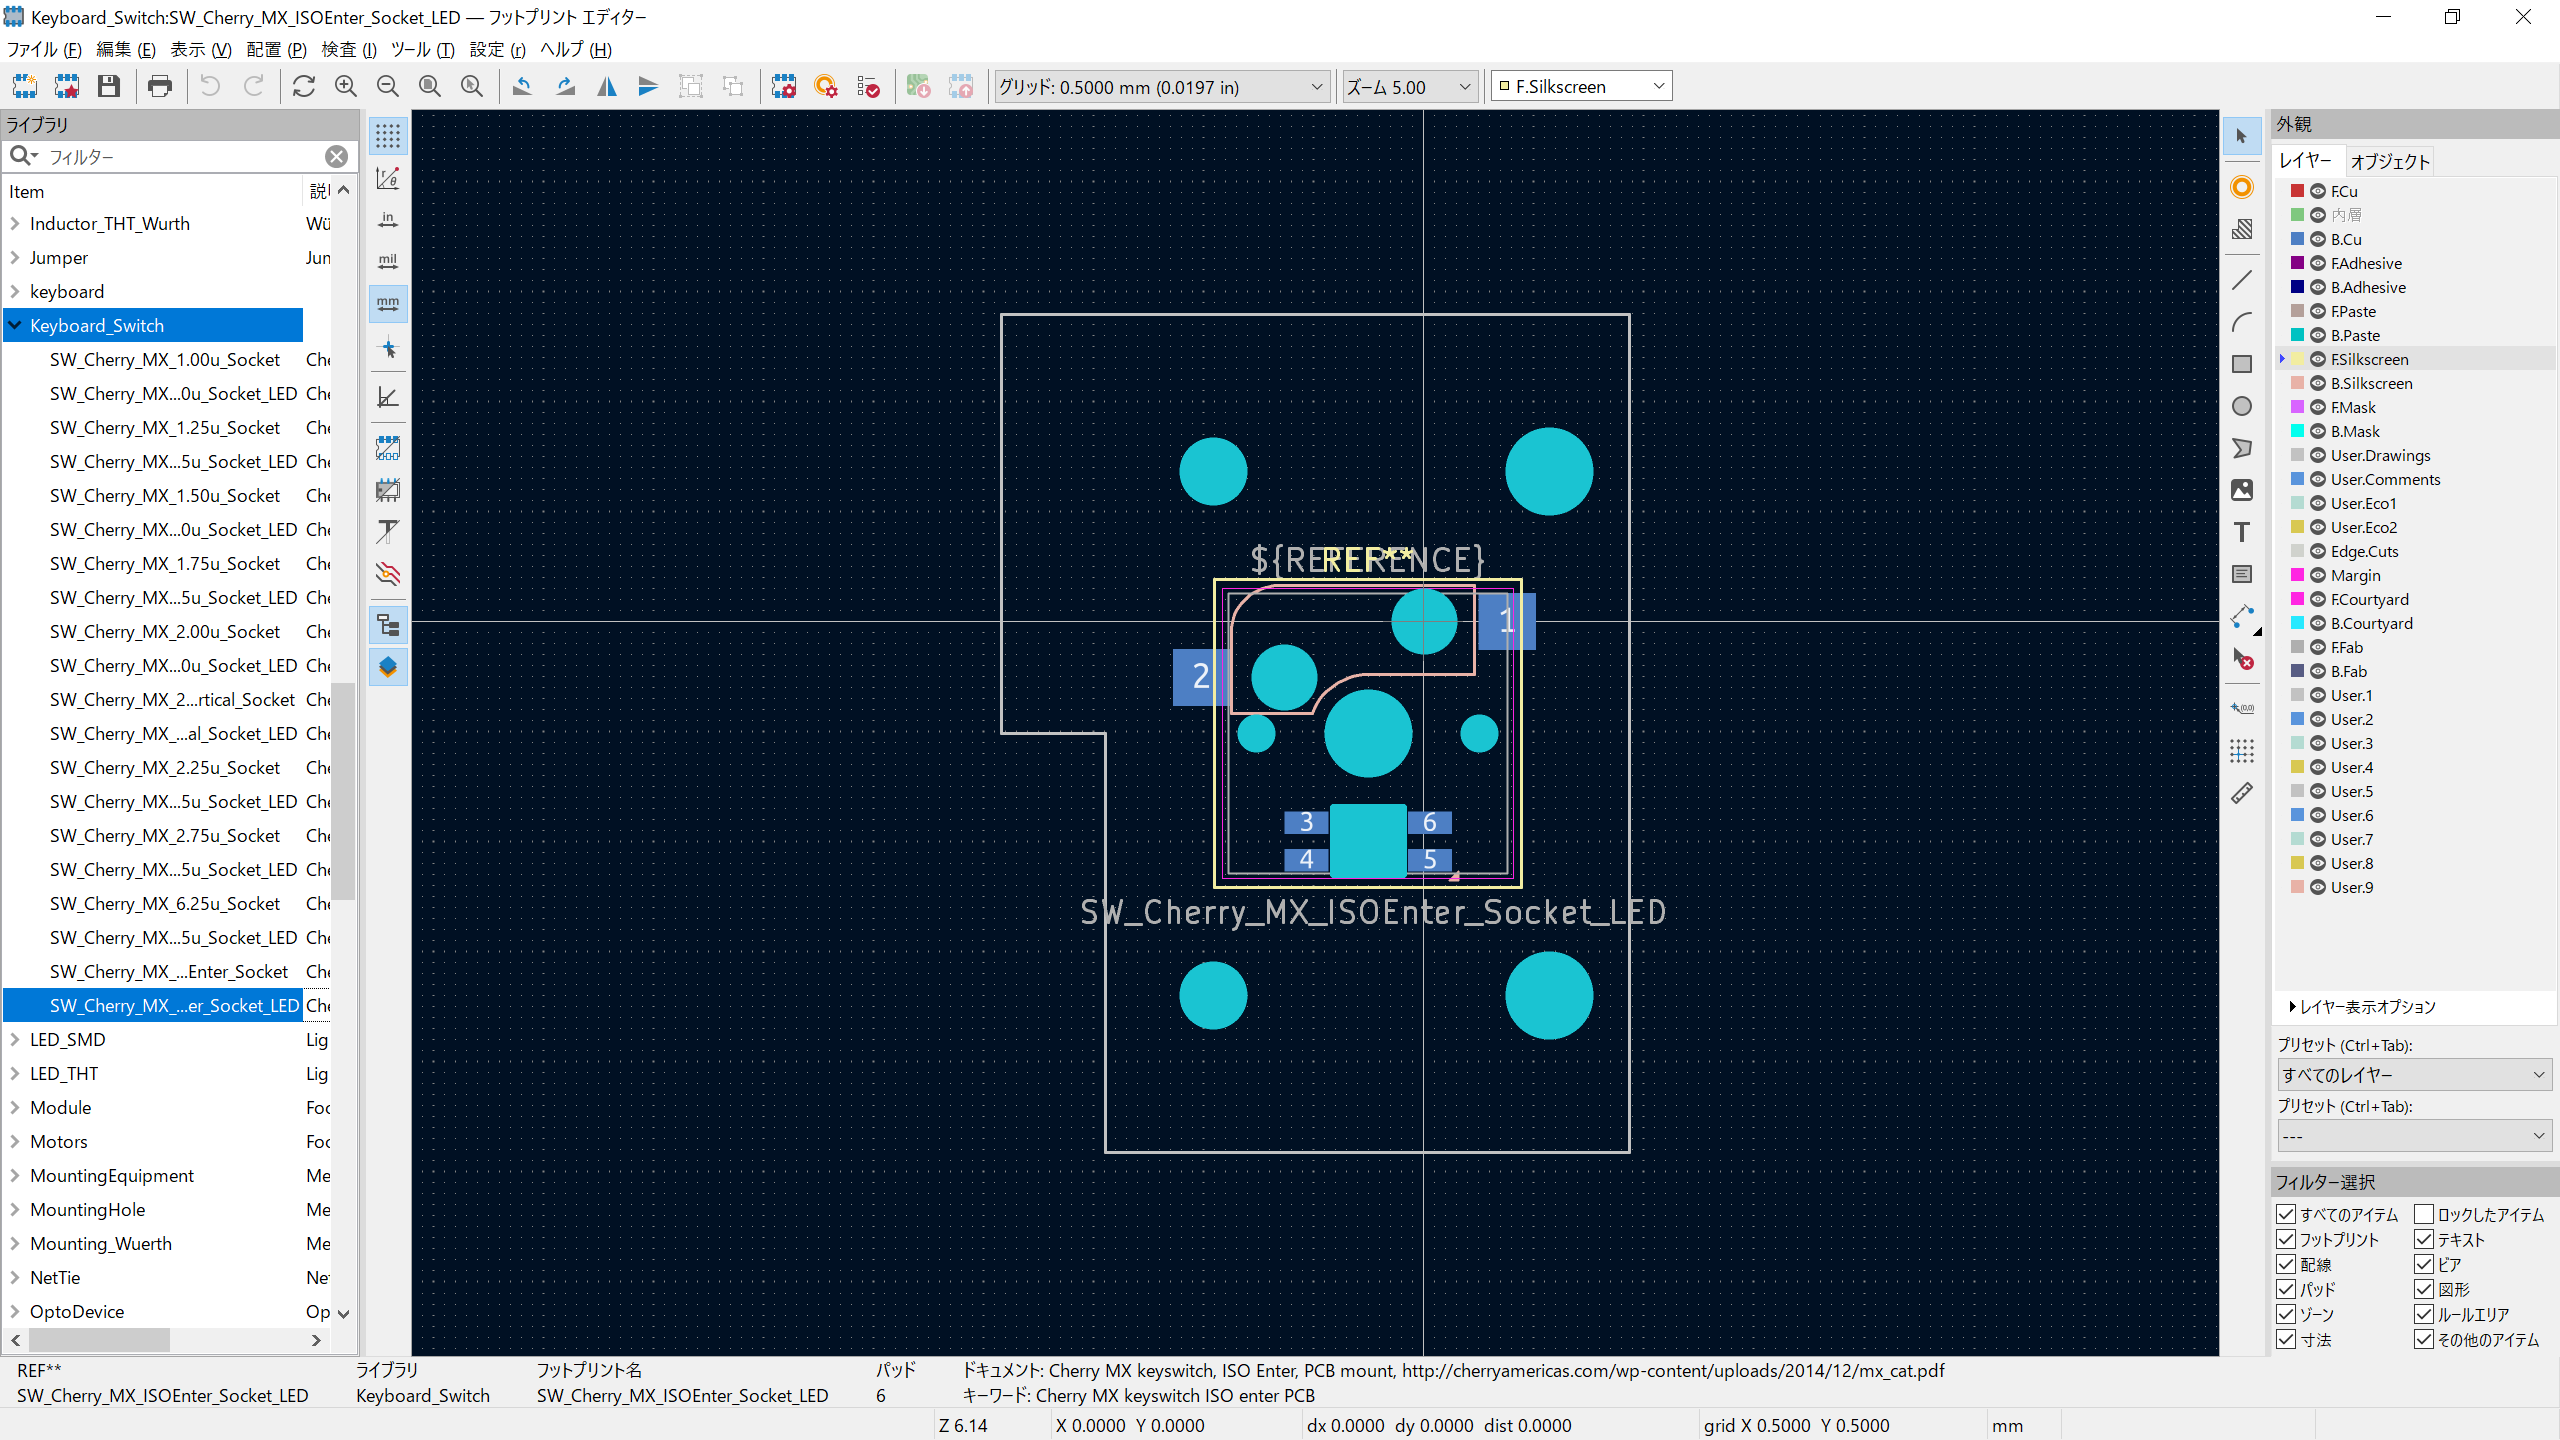 Keyboard_Switch:SW_Cherry_MX_ISOEnter_Socket_LED — フットプリント エディター
ファイル (F) 編集 (E) 表示 (V) 配置 (P) 検査 (I) ツール (T) 設定 (r) ヘルプ (H)
グリッド: 0.5000 mm (0.0197 in)
ズーム 5.00
F.Silkscreen
ライブラリ
フィルター
Item 説
Inductor_THT_Wurth Wü
Jumper Jun
keyboard
Keyboard_Switch
SW_Cherry_MX_1.00u_Socket Che
SW_Cherry_MX...0u_Socket_LED Che
SW_Cherry_MX_1.25u_Socket Che
SW_Cherry_MX...5u_Socket_LED Che
SW_Cherry_MX_1.50u_Socket Che
SW_Cherry_MX...0u_Socket_LED Che
SW_Cherry_MX_1.75u_Socket Che
SW_Cherry_MX...5u_Socket_LED Che
SW_Cherry_MX_2.00u_Socket Che
SW_Cherry_MX...0u_Socket_LED Che
SW_Cherry_MX_2...rtical_Socket Che
SW_Cherry_MX_...al_Socket_LED Che
SW_Cherry_MX_2.25u_Socket Che
SW_Cherry_MX...5u_Socket_LED Che
SW_Cherry_MX_2.75u_Socket Che
SW_Cherry_MX...5u_Socket_LED Che
SW_Cherry_MX_6.25u_Socket Che
SW_Cherry_MX...5u_Socket_LED Che
SW_Cherry_MX_...Enter_Socket Che
SW_Cherry_MX_...er_Socket_LED Che
LED_SMD Lig
LED_THT Lig
Module Foo
Motors Foo
MountingEquipment Me
MountingHole Me
Mounting_Wuerth Me
NetTie Net
OptoDevice Op
in
mil
mm
${REFERENCE}
REF**
1
2
3 6
4 5
SW_Cherry_MX_ISOEnter_Socket_LED
(0,0)
外観
レイヤー オブジェクト
F.Cu
内層
B.Cu
F.Adhesive
B.Adhesive
F.Paste
B.Paste
F.Silkscreen
B.Silkscreen
F.Mask
B.Mask
User.Drawings
User.Comments
User.Eco1
User.Eco2
Edge.Cuts
Margin
F.Courtyard
B.Courtyard
F.Fab
B.Fab
User.1
User.2
User.3
User.4
User.5
User.6
User.7
User.8
User.9
レイヤー表示オプション
プリセット (Ctrl+Tab):
すべてのレイヤー
プリセット (Ctrl+Tab):
---
フィルター選択
すべてのアイテム ロックしたアイテム
フットプリント テキスト
配線 ビア
パッド 図形
ゾーン ルールエリア
寸法 その他のアイテム
REF** ライブラリ フットプリント名 パッド ドキュメント: Cherry MX keyswitch, ISO Enter, PCB mount, http://cherryamericas.com/wp-content/uploads/2014/12/mx_cat.pdf
SW_Cherry_MX_ISOEnter_Socket_LED Keyboard_Switch SW_Cherry_MX_ISOEnter_Socket_LED 6 キーワード: Cherry MX keyswitch ISO enter PCB
Z 6.14 X 0.0000 Y 0.0000 dx 0.0000 dy 0.0000 dist 0.0000 grid X 0.5000 Y 0.5000 mm